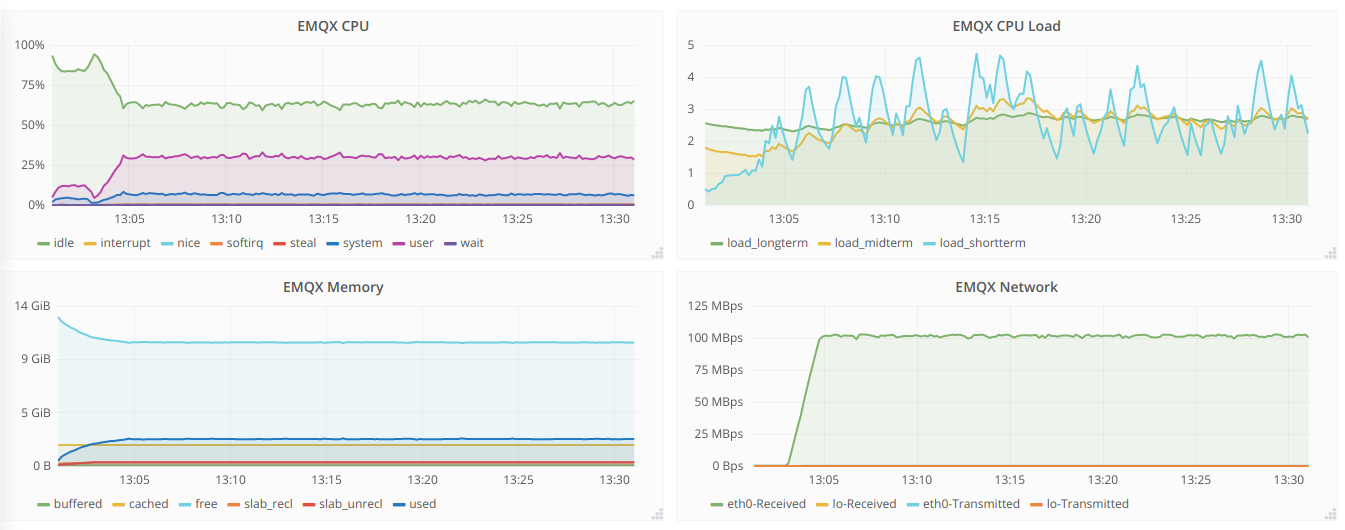 EMQX CPU
100%
75%
50%
25%
0%
13:05 13:10 13:15 13:20 13:25 13:30
idle interrupt nice softirq steal system user wait
EMQX CPU Load
5
4
3
2
1
0
13:05 13:10 13:15 13:20 13:25 13:30
load_longterm load_midterm load_shortterm
EMQX Memory
14 GiB
9 GiB
5 GiB
0 B
13:05 13:10 13:15 13:20 13:25 13:30
buffered cached free slab_recl slab_unrecl used
EMQX Network
125 MBps
100 MBps
75 MBps
50 MBps
25 MBps
0 Bps
13:05 13:10 13:15 13:20 13:25 13:30
eth0-Received lo-Received eth0-Transmitted lo-Transmitted